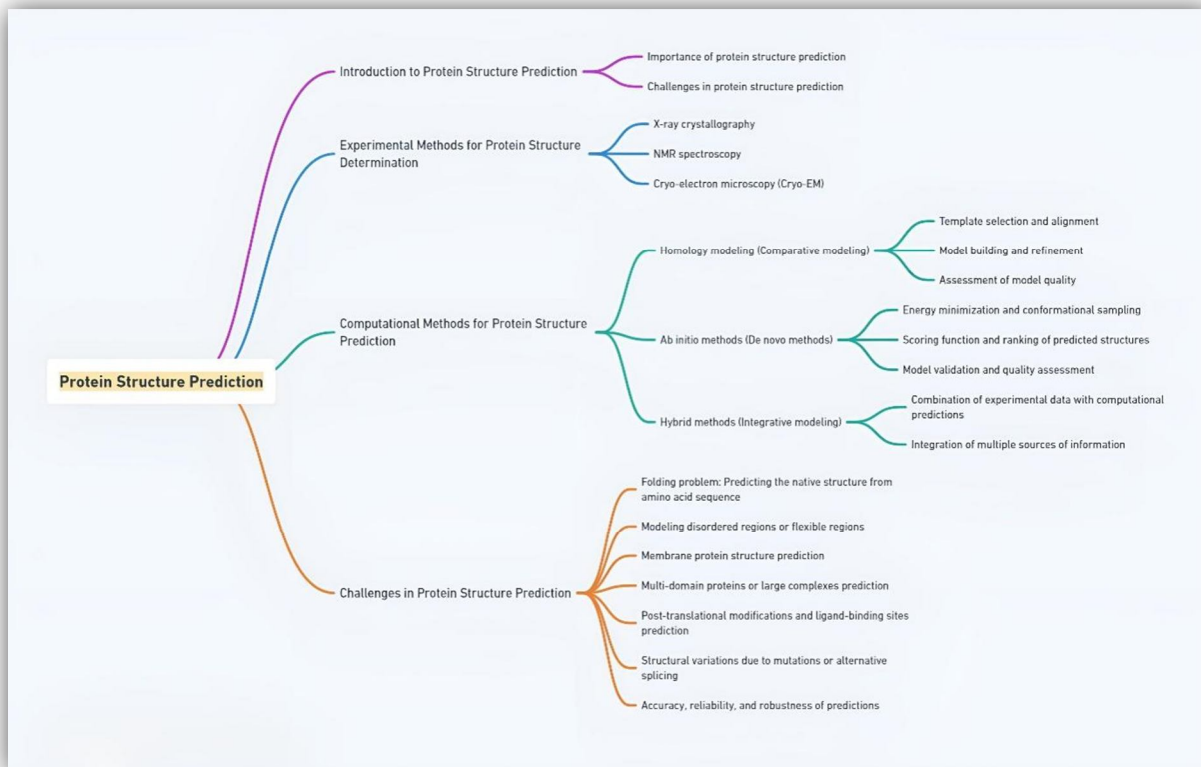 Protein Structure Prediction
Introduction to Protein Structure Prediction
Importance of protein structure prediction
Challenges in protein structure prediction
Experimental Methods for Protein Structure
Determination
X-ray crystallography
NMR spectroscopy
Cryo-electron microscopy (Cryo-EM)
Computational Methods for Protein Structure
Prediction
Homology modeling (Comparative modeling)
Template selection and alignment
Model building and refinement
Assessment of model quality
Ab initio methods (De novo methods)
Energy minimization and conformational sampling
Scoring function and ranking of predicted structures
Model validation and quality assessment
Hybrid methods (Integrative modeling)
Combination of experimental data with computational
predictions
Integration of multiple sources of information
Challenges in Protein Structure Prediction
Folding problem: Predicting the native structure from
amino acid sequence
Modeling disordered regions or flexible regions
Membrane protein structure prediction
Multi-domain proteins or large complexes prediction
Post-translational modifications and ligand-binding sites
prediction
Structural variations due to mutations or alternative
splicing
Accuracy, reliability, and robustness of predictions